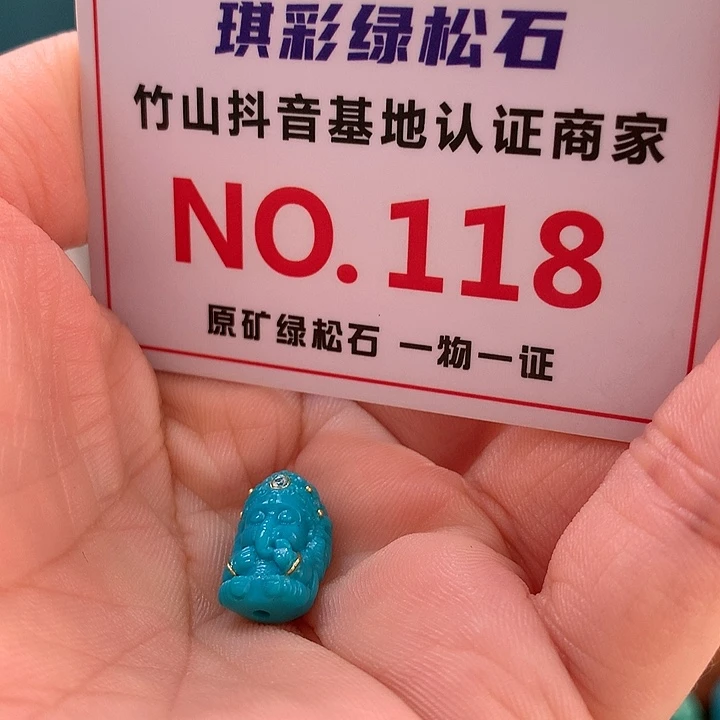 琪彩绿松石
竹山抖音基地认证商家
NO.118
原矿绿松石 一物一证